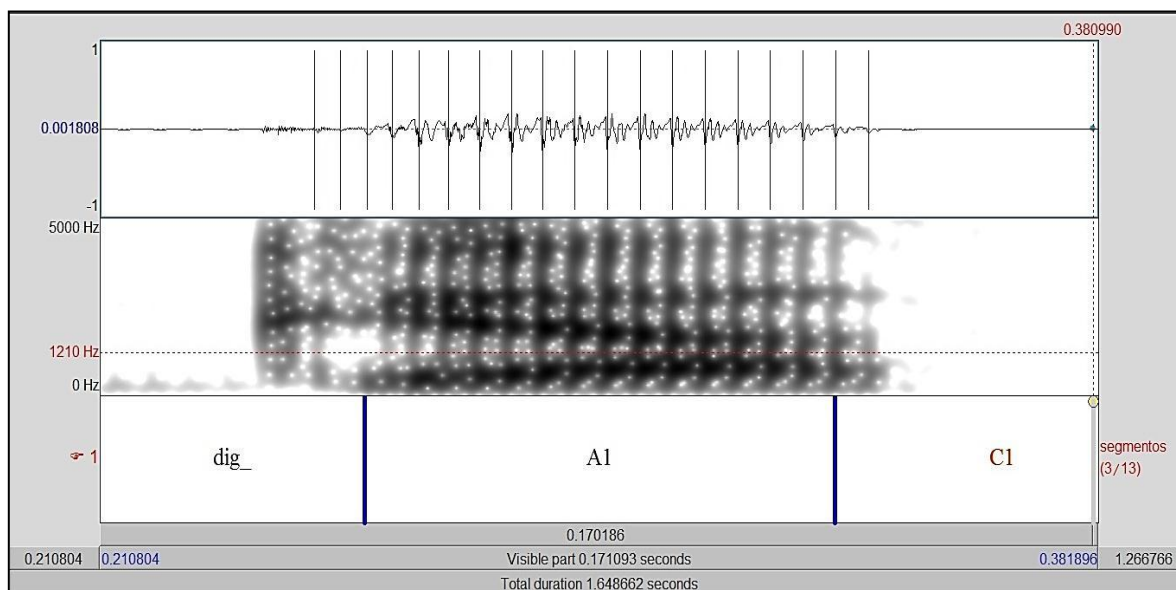 0.380990
1
0.001808
-1
5000 Hz
1210 Hz
0 Hz
☞ 1
dig_
A1
C1
segmentos
(3/13)
0.170186
0.210804
0.210804
Visible part 0.171093 seconds
0.381896
1.266766
Total duration 1.648662 seconds